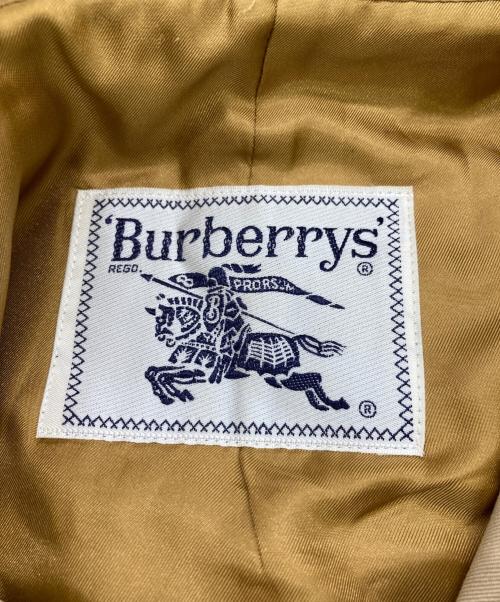 'Burberrys'
REGD. ®
PRORSUM
®